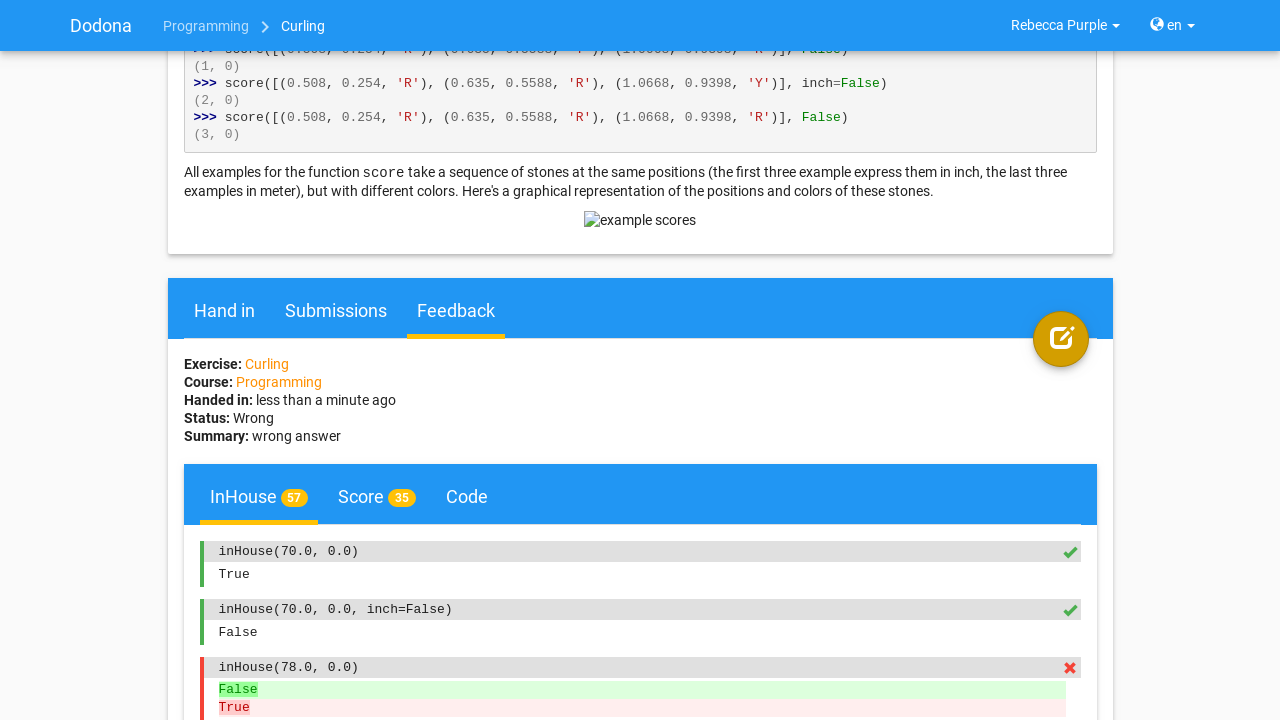 Dodona Programming Curling Rebecca Purple en
(1, 0)
>>> score([(0.508, 0.254, 'R'), (0.635, 0.5588, 'R'), (1.0668, 0.9398, 'Y')], inch=False)
(2, 0)
>>> score([(0.508, 0.254, 'R'), (0.635, 0.5588, 'R'), (1.0668, 0.9398, 'R')], False)
(3, 0)
All examples for the function score take a sequence of stones at the same positions (the first three example express them in inch, the last three
examples in meter), but with different colors. Here's a graphical representation of the positions and colors of these stones.
example scores
Hand in Submissions Feedback
Exercise: Curling
Course: Programming
Handed in: less than a minute ago
Status: Wrong
Summary: wrong answer
InHouse 57 Score 35 Code
inHouse(70.0, 0.0)
True
inHouse(70.0, 0.0, inch=False)
False
inHouse(78.0, 0.0)
False
True